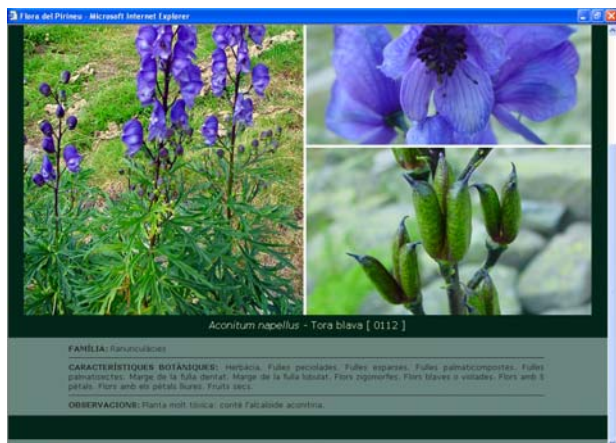 Flora del Pirineu - Microsoft Internet Explorer
Aconitum napellus - Tora blava [ 0112 ]
FAMÍLIA: Ranunculàcies
CARACTERÍSTIQUES BOTÀNIQUES: Herbàcia. Fulles peciolades. Fulles esparses. Fulles palmaticompostes. Fulles
palmatisectes. Marge de la fulla dentat. Marge de la fulla lobulat. Flors zigomorfes. Flors blaves o violades. Flors amb 5
pètals. Flors amb els pètals lliures. Fruits secs.
OBSERVACIONS: Planta molt tòxica: conté l'alcaloide aconitina.